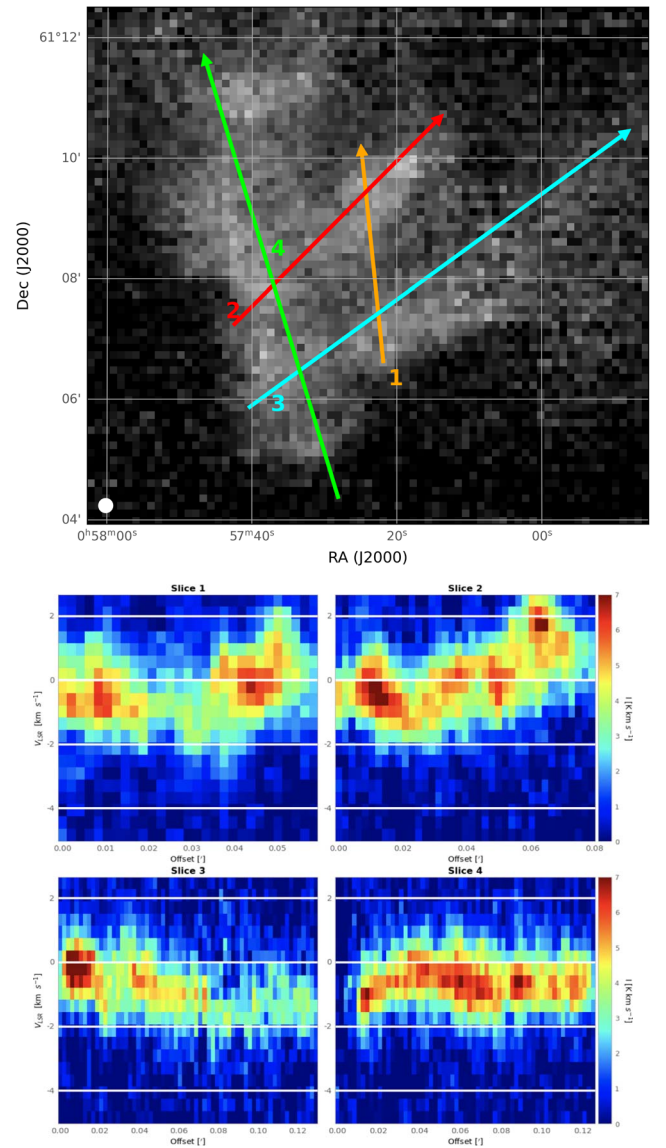 61°12'
10'
08'
06'
04'
Dec (J2000)
4
2
3
1
0ʰ58ᵐ00ˢ
57ᵐ40ˢ
20ˢ
00ˢ
RA (J2000)
Slice 1
Slice 2
2
0
-2
-4
V_LSR [km s⁻¹]
0.00 0.01 0.02 0.03 0.04 0.05
Offset [']
0.00 0.02 0.04 0.06 0.08
Offset [']
7
6
5
4
3
2
1
0
I [K km s⁻¹]
Slice 3
Slice 4
2
0
-2
-4
V_LSR [km s⁻¹]
0.00 0.02 0.04 0.06 0.08 0.10 0.12
Offset [']
0.00 0.02 0.04 0.06 0.08 0.10 0.12
Offset [']
7
6
5
4
3
2
1
0
I [K km s⁻¹]